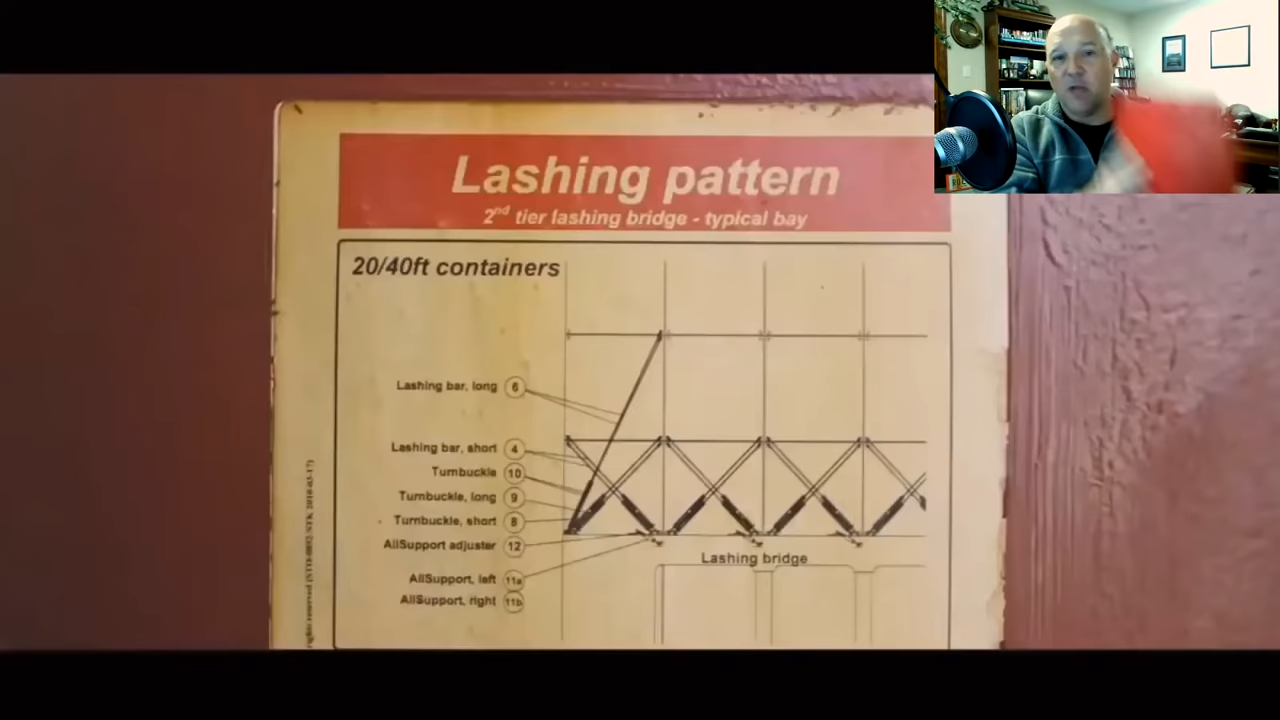 Lashing pattern
2nd tier lashing bridge - typical bay
20/40ft containers
Lashing bar, long 6
Lashing bar, short 4
Turnbuckle 10
Turnbuckle, long 9
Turnbuckle, short 8
AllSupport adjuster 12
AllSupport, left 11a
AllSupport, right 11b
Lashing bridge